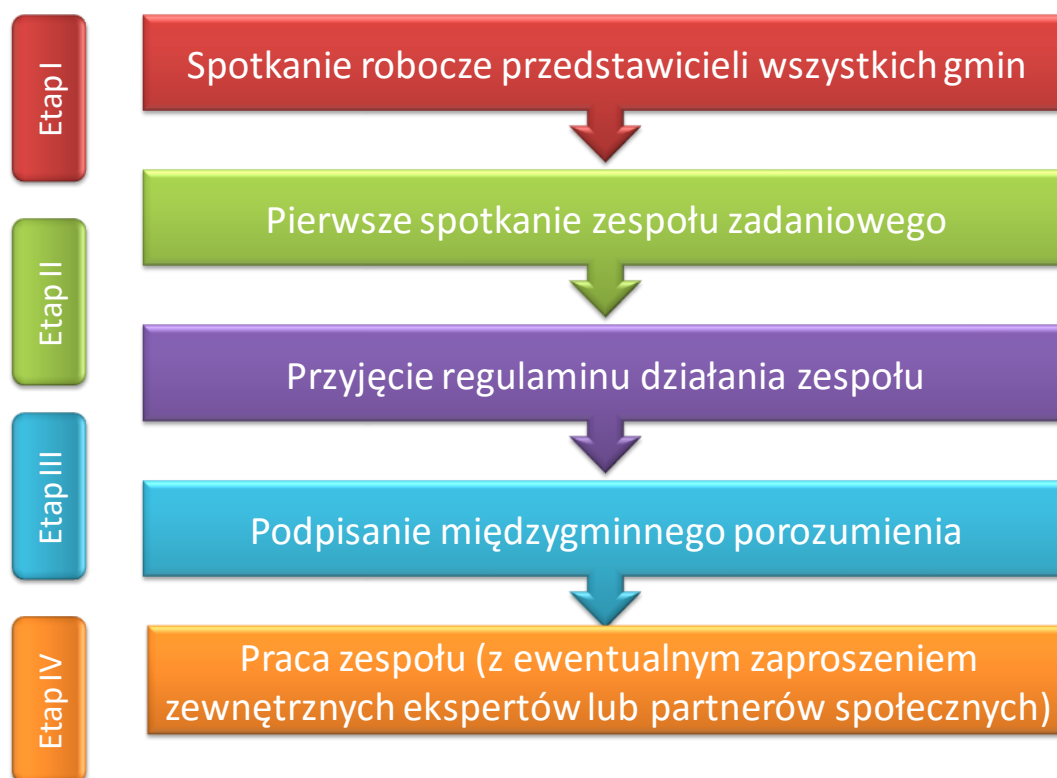 Etap I
Spotkanie robocze przedstawicieli wszystkich gmin
Etap II
Pierwsze spotkanie zespołu zadaniowego
Przyjęcie regulaminu działania zespołu
Etap III
Podpisanie międzygminnego porozumienia
Etap IV
Praca zespołu (z ewentualnym zaproszeniem
zewnętrznych ekspertów lub partnerów społecznych)